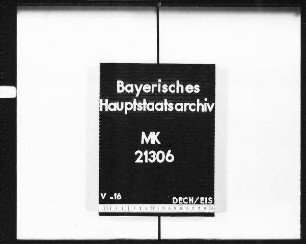 Bayerisches
Hauptstaatsarchiv
MK
21306
V-16 DECH/EIS